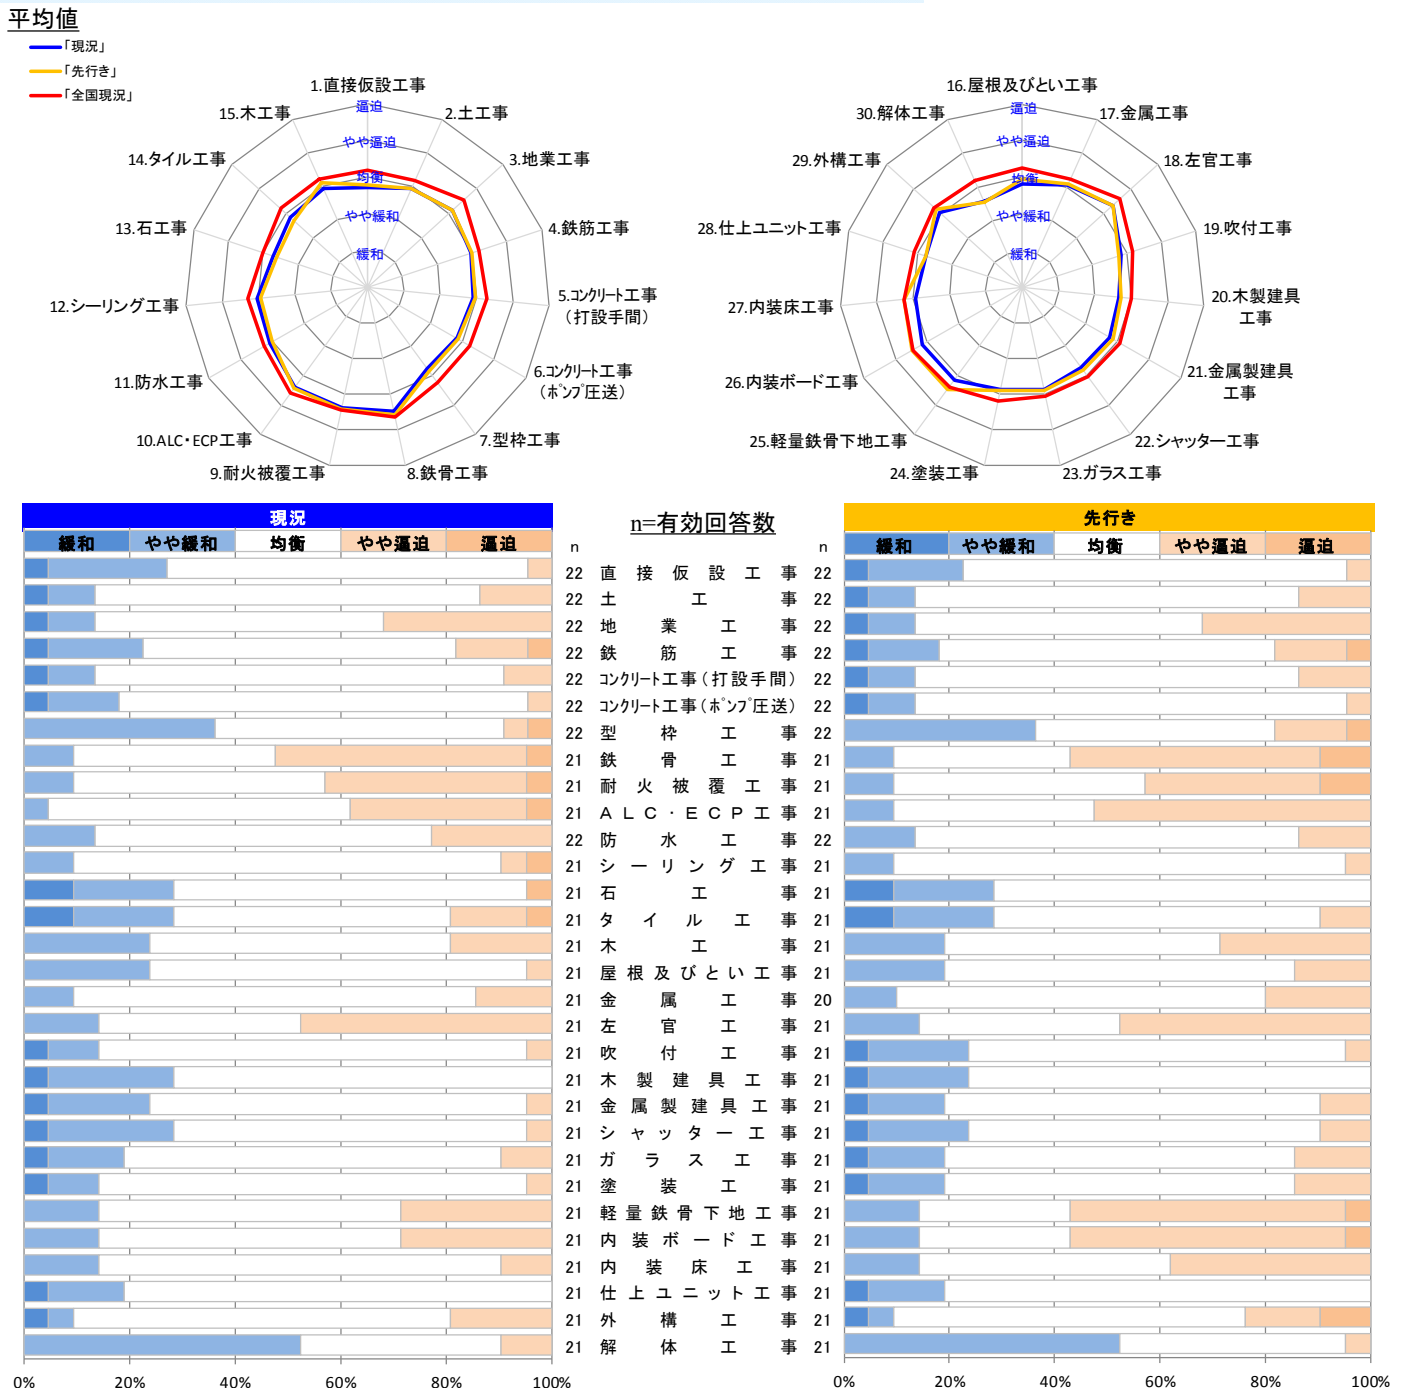 平均値
「現況」
「先行き」
「全国現況」
1.直接仮設工事
2.土工事
3.地業工事
4.鉄筋工事
5.コンクリート工事
（打設手間）
6.コンクリート工事
（ポンプ圧送）
7.型枠工事
8.鉄骨工事
9.耐火被覆工事
10.ALC・ECP工事
11.防水工事
12.シーリング工事
13.石工事
14.タイル工事
15.木工事
逼迫
やや逼迫
均衡
やや緩和
緩和
16.屋根及びとい工事
17.金属工事
18.左官工事
19.吹付工事
20.木製建具
工事
21.金属製建具
工事
22.シャッター工事
23.ガラス工事
24.塗装工事
25.軽量鉄骨下地工事
26.内装ボード工事
27.内装床工事
28.仕上ユニット工事
29.外構工事
30.解体工事
逼迫
やや逼迫
均衡
やや緩和
緩和
現況
n=有効回答数
先行き
緩和 やや緩和 均衡 やや逼迫 逼迫 n n 緩和 やや緩和 均衡 やや逼迫 逼迫
22 直接仮設工事 22
22 土工事 22
22 地業工事 22
22 鉄筋工事 22
22 コンクリート工事（打設手間） 22
22 コンクリート工事（ポンプ圧送） 22
22 型枠工事 22
21 鉄骨工事 21
21 耐火被覆工事 21
21 ALC・ECP工事 21
22 防水工事 22
21 シーリング工事 21
21 石工事 21
21 タイル工事 21
21 木工事 21
21 屋根及びとい工事 21
21 金属工事 20
21 左官工事 21
21 吹付工事 21
21 木製建具工事 21
21 金属製建具工事 21
21 シャッター工事 21
21 ガラス工事 21
21 塗装工事 21
21 軽量鉄骨下地工事 21
21 内装ボード工事 21
21 内装床工事 21
21 仕上ユニット工事 21
21 外構工事 21
21 解体工事 21
0% 20% 40% 60% 80% 100% 0% 20% 40% 60% 80% 100%